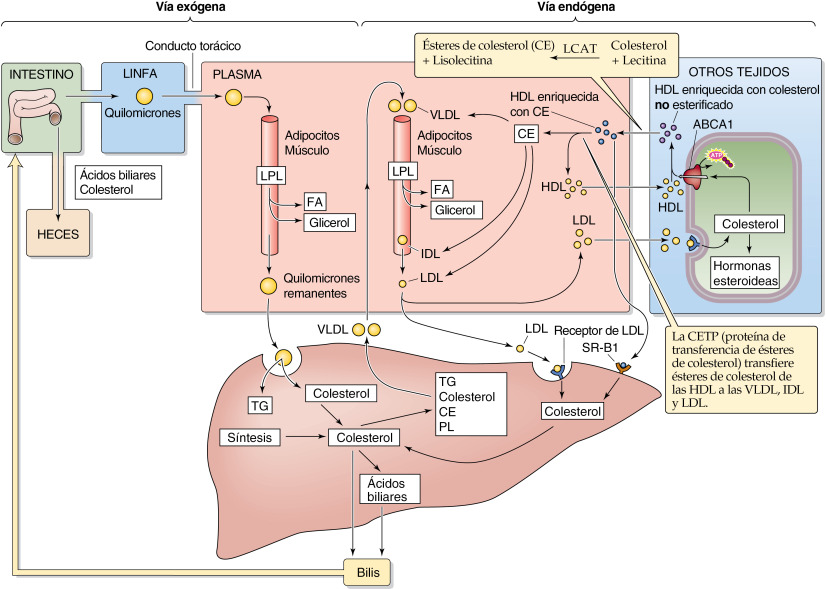 Vía exógena
Vía endógena
Conducto torácico
Ésteres de colesterol (CE)
+ Lisolecitina
LCAT
Colesterol
+ Lecitina
INTESTINO
LINFA
Quilomicrones
PLASMA
OTROS TEJIDOS
HDL enriquecida con colesterol
no esterificado
ABCA1
ATP
HDL enriquecida
con CE
VLDL
CE
Adipocitos
Músculo
LPL
FA
Glicerol
Adipocitos
Músculo
LPL
FA
Glicerol
HDL
HDL
LDL
IDL
LDL
Colesterol
Hormonas
esteroideas
Ácidos biliares
Colesterol
HECES
Quilomicrones
remanentes
VLDL
LDL
Receptor de LDL
SR-B1
La CETP (proteína de
transferencia de ésteres
de colesterol) transfiere
ésteres de colesterol de
las HDL a las VLDL, IDL
y LDL.
TG
Colesterol
TG
Colesterol
CE
PL
Colesterol
Síntesis
Colesterol
Ácidos
biliares
Bilis